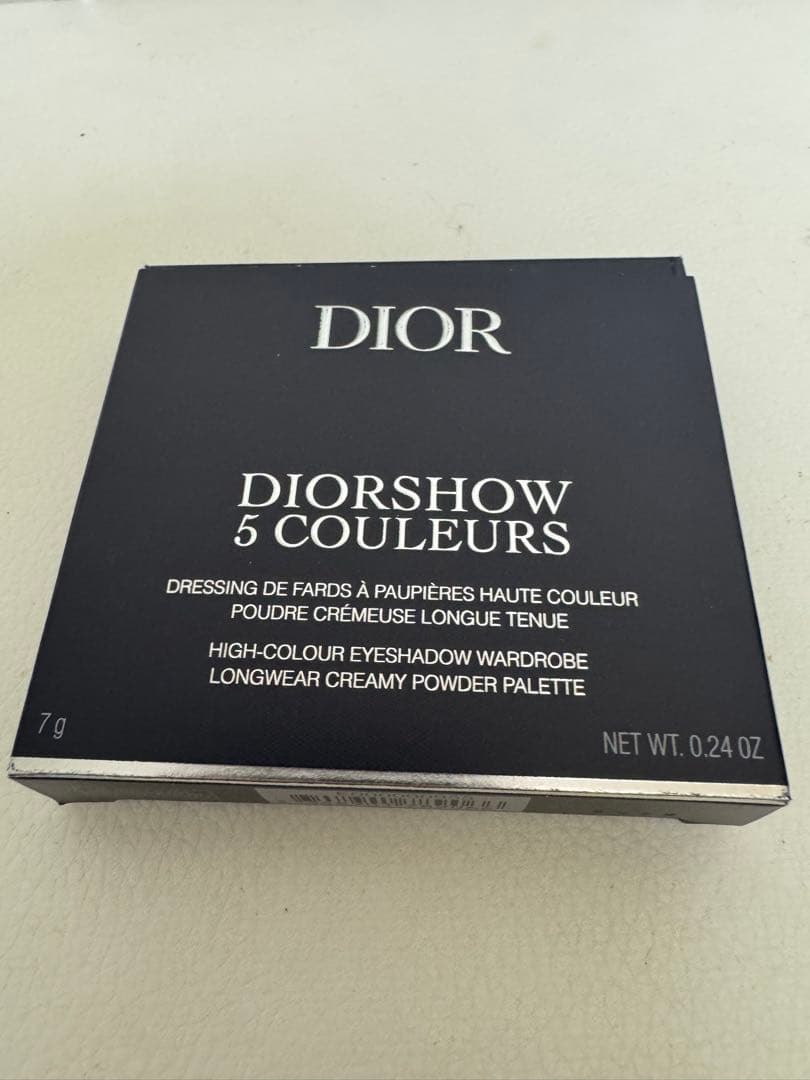 DIOR
DIORSHOW
5 COULEURS
DRESSING DE FARDS À PAUPIÈRES HAUTE COULEUR
POUDRE CRÉMEUSE LONGUE TENUE
HIGH-COLOUR EYESHADOW WARDROBE
LONGWEAR CREAMY POWDER PALETTE
7 g
NET WT. 0.24 OZ